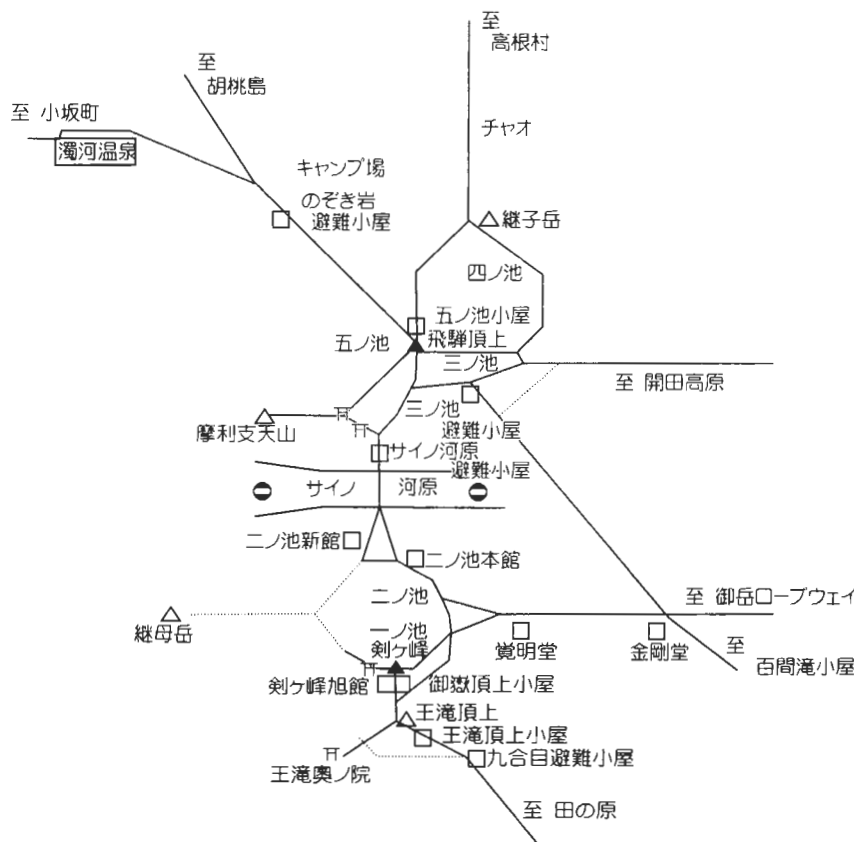 至
高根村
至
胡桃島
至 小坂町
濁河温泉
チャオ
キャンプ場
のぞき岩
避難小屋
継子岳
四ノ池
五ノ池小屋
飛騨頂上
五ノ池
三ノ池
至 開田高原
三ノ池
避難小屋
摩利支天山
サイノ河原
避難小屋
サイノ 河原
二ノ池新館
二ノ池本館
二ノ池
至 御岳ロープウェイ
継母岳
一ノ池
剣ヶ峰
覚明堂
金剛堂
至
百間滝小屋
剣ヶ峰旭館
御嶽頂上小屋
王滝頂上
王滝頂上小屋
九合目避難小屋
王滝奥ノ院
至 田の原